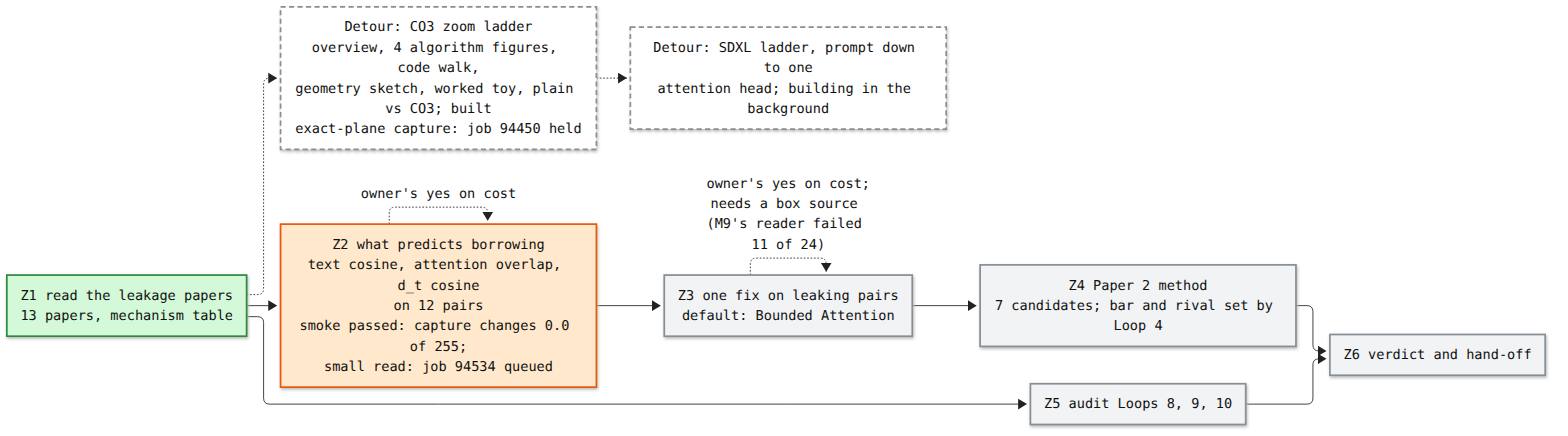 Detour: CO3 zoom ladder
overview, 4 algorithm figures,
code walk,
geometry sketch, worked toy, plain
vs CO3; built
exact-plane capture: job 94450 held
Detour: SDXL ladder, prompt down
to one
attention head; building in the
background
owner's yes on cost
owner's yes on cost;
needs a box source
(M9's reader failed
11 of 24)
Z1 read the leakage papers
13 papers, mechanism table
Z2 what predicts borrowing
text cosine, attention overlap,
d_t cosine
on 12 pairs
smoke passed: capture changes 0.0
of 255;
small read: job 94534 queued
Z3 one fix on leaking pairs
default: Bounded Attention
Z4 Paper 2 method
7 candidates; bar and rival set by
Loop 4
Z5 audit Loops 8, 9, 10
Z6 verdict and hand-off